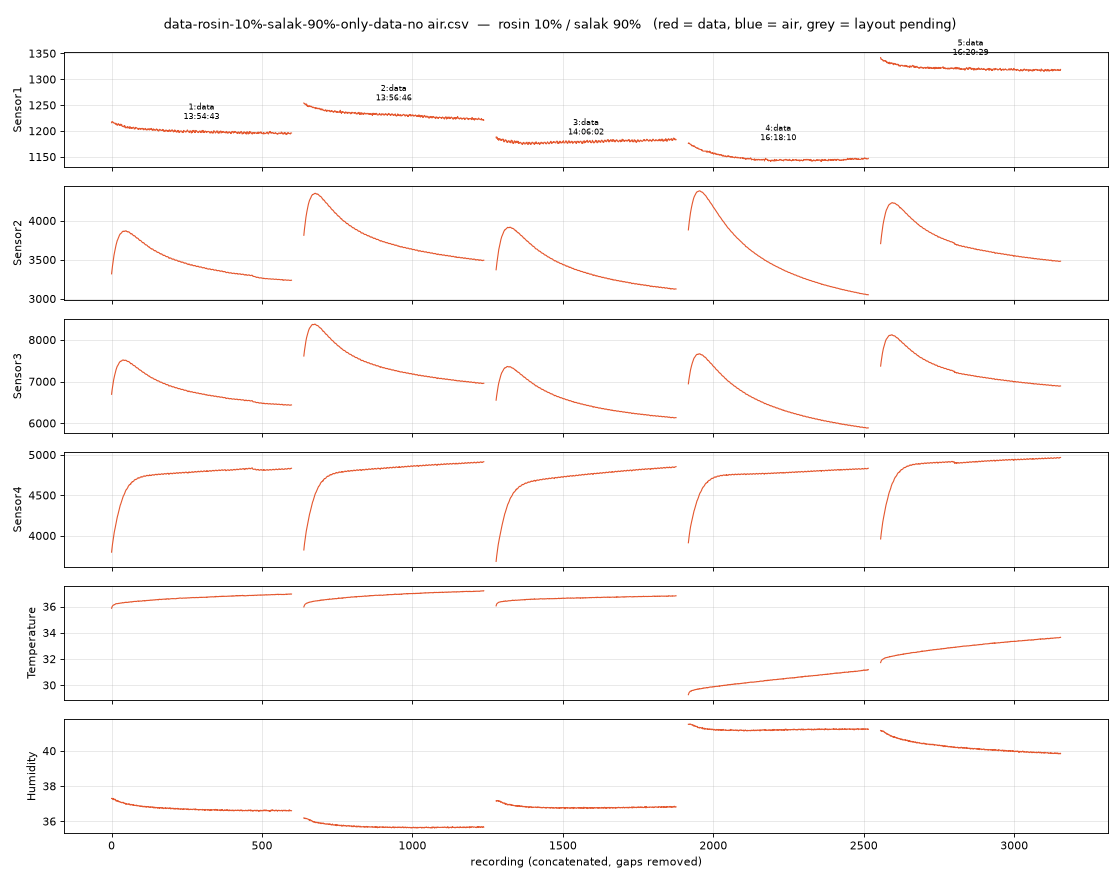 data-rosin-10%-salak-90%-only-data-no air.csv — rosin 10% / salak 90% (red = data, blue = air, grey = layout pending)
Sensor1
1350
1300
1250
1200
1150
1:data
13:54:43
2:data
13:56:46
3:data
14:06:02
4:data
16:18:10
5:data
16:20:29
Sensor2
4000
3500
3000
Sensor3
8000
7000
6000
Sensor4
5000
4500
4000
Temperature
36
34
32
30
Humidity
40
38
36
0 500 1000 1500 2000 2500 3000
recording (concatenated, gaps removed)